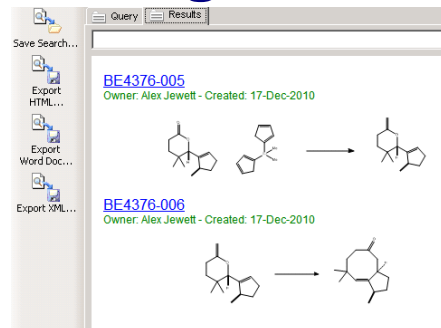 Query Results
Save Search...
Export
HTML...
Export
Word Doc...
Export XML...
BE4376-005
Owner: Alex Jewett - Created: 17-Dec-2010
BE4376-006
Owner: Alex Jewett - Created: 17-Dec-2010